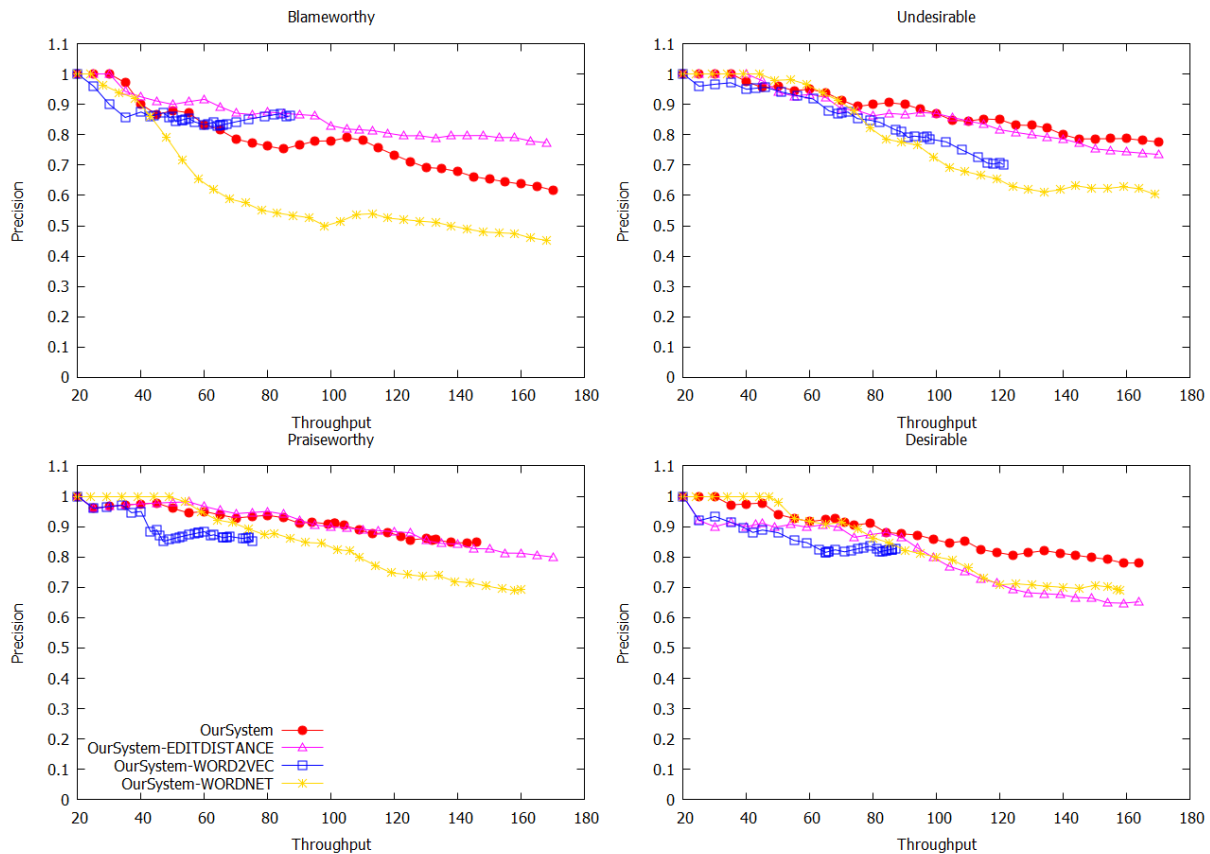 Blameworthy
1.1
1
0.9
0.8
0.7
0.6
0.5
0.4
0.3
0.2
0.1
0
Precision
20 40 60 80 100 120 140 160 180
Throughput
Undesirable
1.1
1
0.9
0.8
0.7
0.6
0.5
0.4
0.3
0.2
0.1
0
Precision
20 40 60 80 100 120 140 160 180
Throughput
Praiseworthy
1.1
1
0.9
0.8
0.7
0.6
0.5
0.4
0.3
0.2
0.1
0
Precision
OurSystem
OurSystem-EDITDISTANCE
OurSystem-WORD2VEC
OurSystem-WORDNET
20 40 60 80 100 120 140 160 180
Throughput
Desirable
1.1
1
0.9
0.8
0.7
0.6
0.5
0.4
0.3
0.2
0.1
0
Precision
20 40 60 80 100 120 140 160 180
Throughput